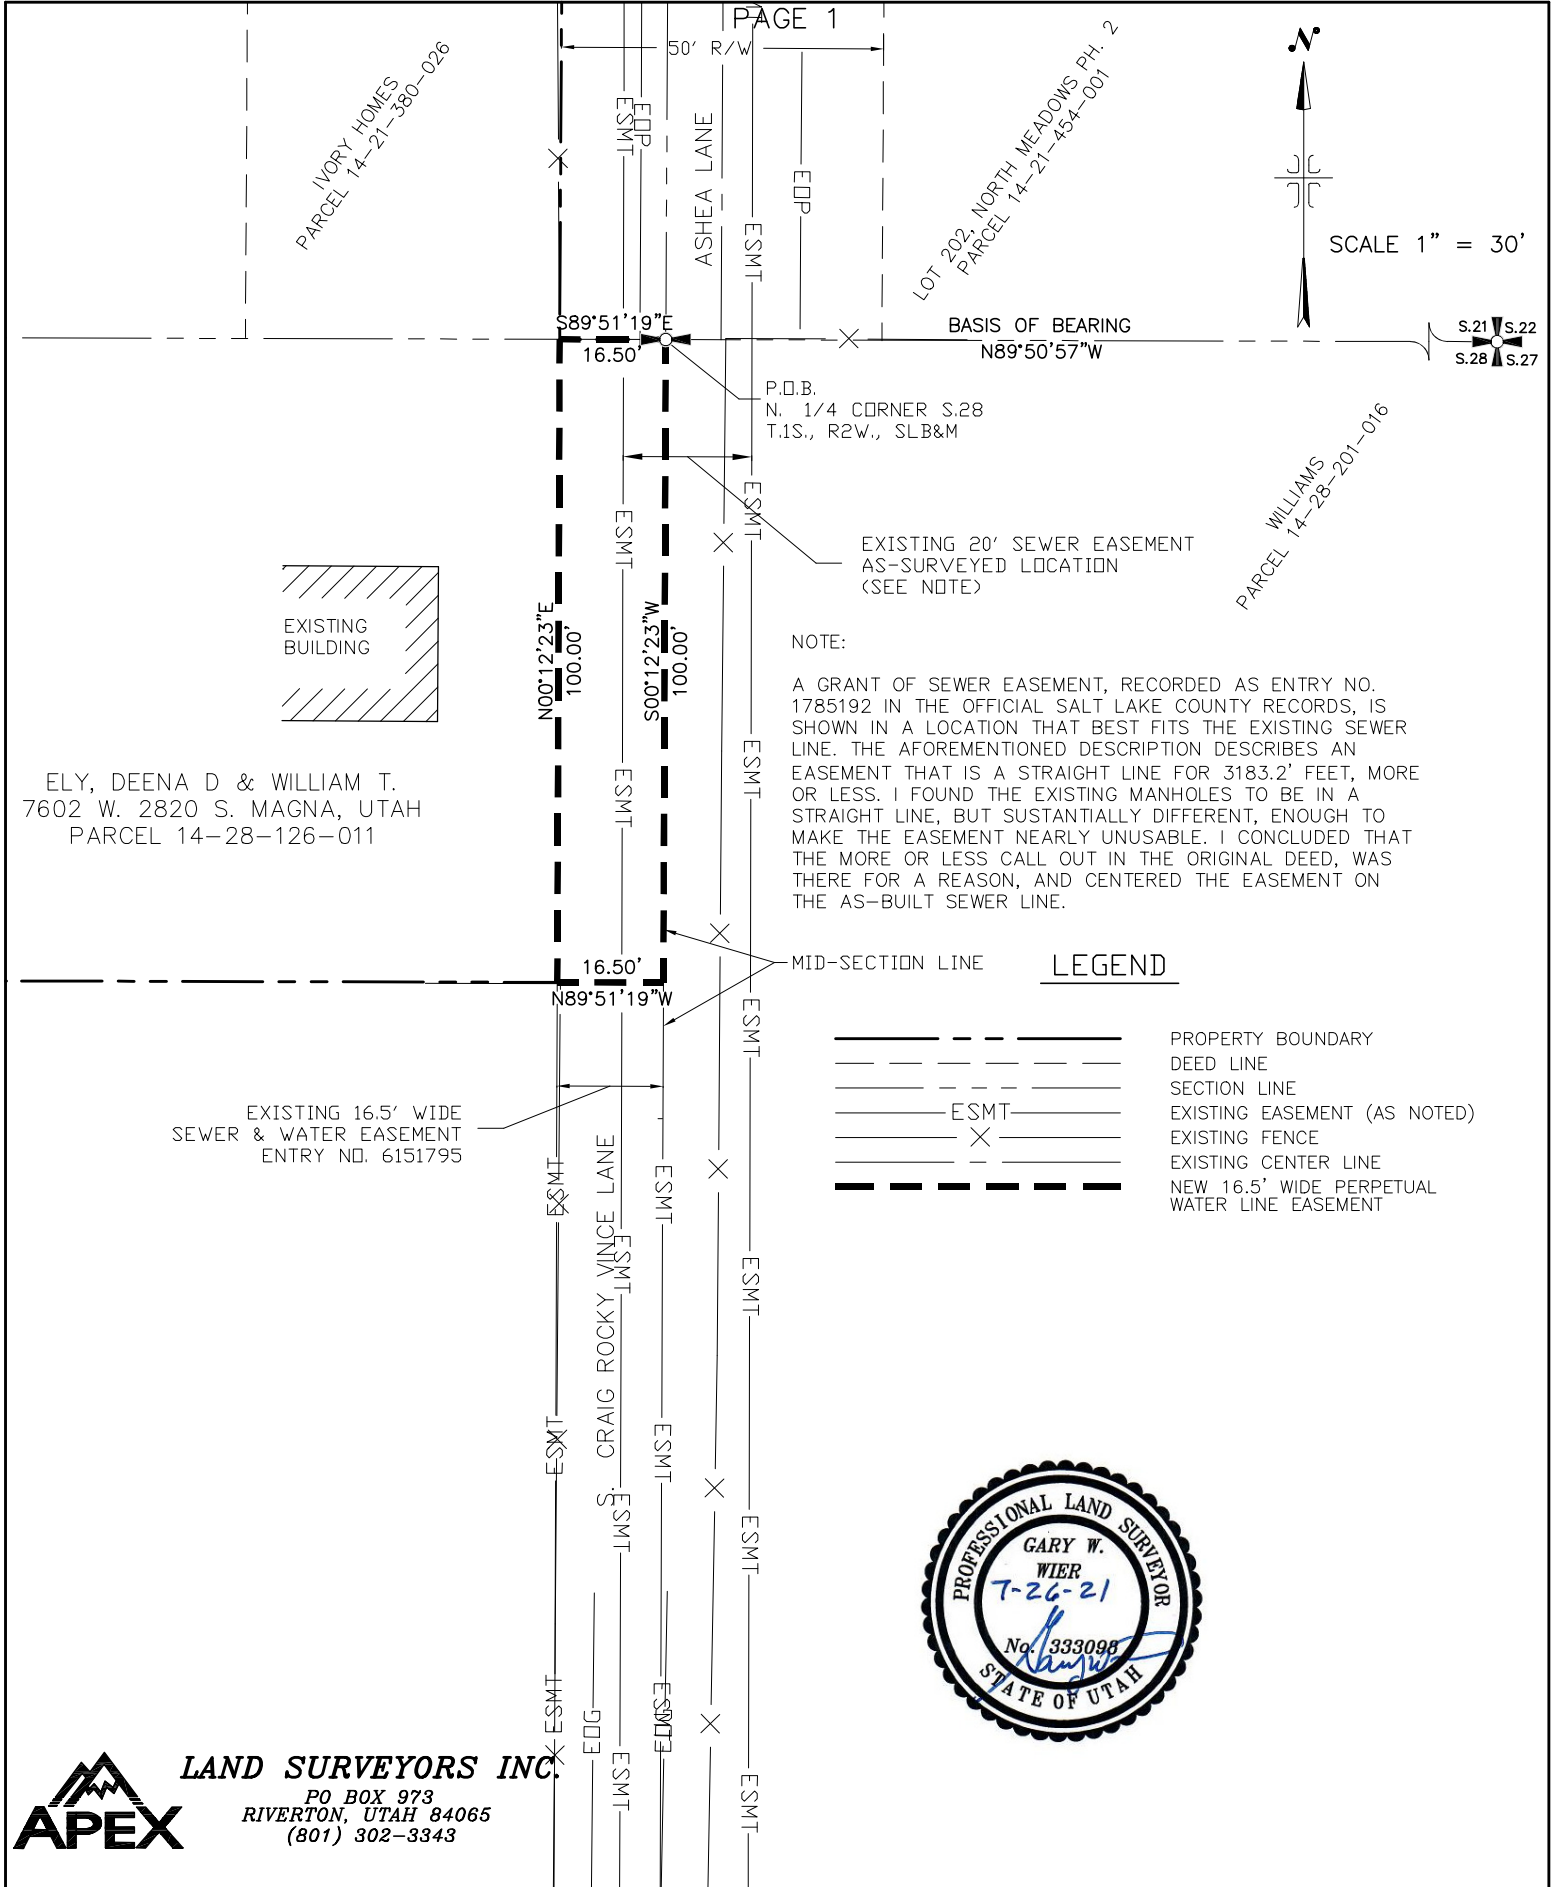 PAGE 1
50' R/W
IVORY HOMES
PARCEL 14-21-380-026
ESMT
EOP
ASHEA LANE
EOP
ESMT
LOT 202, NORTH MEADOWS PH. 2
PARCEL 14-21-454-001
N
SCALE 1" = 30'
S89°51'19"E
16.50'
BASIS OF BEARING
N89°50'57"W
S.21 S.22
S.28 S.27
P.O.B.
N. 1/4 CORNER S.28
T.1S., R2W., SLB&M
WILLIAMS
PARCEL 14-28-201-016
ESMT
ESMT
EXISTING 20' SEWER EASEMENT
AS-SURVEYED LOCATION
(SEE NOTE)
EXISTING
BUILDING
N00°12'23"E
100.00'
S00°12'23"W
100.00'
NOTE:
A GRANT OF SEWER EASEMENT, RECORDED AS ENTRY NO.
1785192 IN THE OFFICIAL SALT LAKE COUNTY RECORDS, IS
SHOWN IN A LOCATION THAT BEST FITS THE EXISTING SEWER
LINE. THE AFOREMENTIONED DESCRIPTION DESCRIBES AN
EASEMENT THAT IS A STRAIGHT LINE FOR 3183.2' FEET, MORE
OR LESS. I FOUND THE EXISTING MANHOLES TO BE IN A
STRAIGHT LINE, BUT SUSTANTIALLY DIFFERENT, ENOUGH TO
MAKE THE EASEMENT NEARLY UNUSABLE. I CONCLUDED THAT
THE MORE OR LESS CALL OUT IN THE ORIGINAL DEED, WAS
THERE FOR A REASON, AND CENTERED THE EASEMENT ON
THE AS-BUILT SEWER LINE.
ESMT
ESMT
ELY, DEENA D & WILLIAM T.
7602 W. 2820 S. MAGNA, UTAH
PARCEL 14-28-126-011
16.50'
N89°51'19"W
MID-SECTION LINE
ESMT
LEGEND
PROPERTY BOUNDARY
DEED LINE
SECTION LINE
ESMT
EXISTING EASEMENT (AS NOTED)
EXISTING FENCE
EXISTING CENTER LINE
NEW 16.5' WIDE PERPETUAL
WATER LINE EASEMENT
EXISTING 16.5' WIDE
SEWER & WATER EASEMENT
ENTRY NO. 6151795
ESMT
S. CRAIG ROCKY VINCE LANE
ESMT
ESMT
ESMT
ESMT
ESMT
ESMT
ESMT
ESMT
EOG
ESMT
ESMT
ESMT
PROFESSIONAL LAND SURVEYOR
GARY W.
WIER
7-26-21
No. 333098
STATE OF UTAH
APEX
LAND SURVEYORS INC.
PO BOX 973
RIVERTON, UTAH 84065
(801) 302-3343